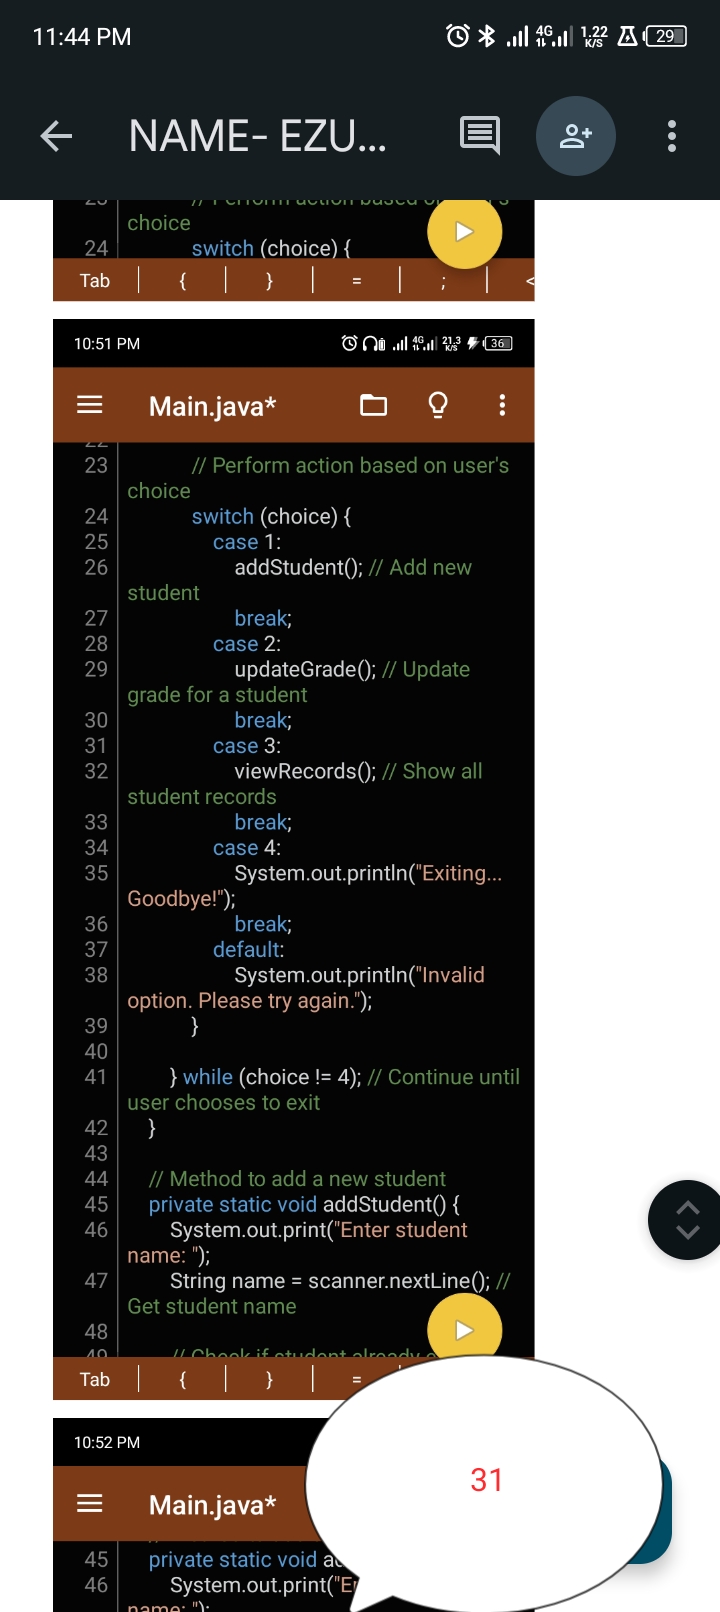 11:44 PM 4G 1.22 K/S 29
NAME- EZU...
choice
24 switch (choice) {
Tab { } = ; <
10:51 PM 4G 21.3 K/S 36
Main.java*
22
23 // Perform action based on user's
choice
24 switch (choice) {
25 case 1:
26 addStudent(); // Add new
student
27 break;
28 case 2:
29 updateGrade(); // Update
grade for a student
30 break;
31 case 3:
32 viewRecords(); // Show all
student records
33 break;
34 case 4:
35 System.out.println("Exiting...
Goodbye!");
36 break;
37 default:
38 System.out.println("Invalid
option. Please try again.");
39 }
40
41 } while (choice != 4); // Continue until
user chooses to exit
42 }
43
44 // Method to add a new student
45 private static void addStudent() {
46 System.out.print("Enter student
name: ");
47 String name = scanner.nextLine(); //
Get student name
48
49 // Check if student already
Tab { } =
10:52 PM
Main.java*
31
45 private static void
46 System.out.print("
name: ");